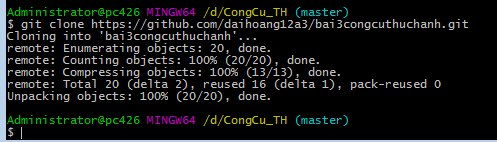 Administrator@pc426 MINGW64 /d/CongCu_TH (master)
$ git clone https://github.com/daihoang12a3/bai3congcuthuchanh.git
Cloning into 'bai3congcuthuchanh'...
remote: Enumerating objects: 20, done.
remote: Counting objects: 100% (20/20), done.
remote: Compressing objects: 100% (13/13), done.
remote: Total 20 (delta 2), reused 16 (delta 1), pack-reused 0
Unpacking objects: 100% (20/20), done.
Administrator@pc426 MINGW64 /d/CongCu_TH (master)
$